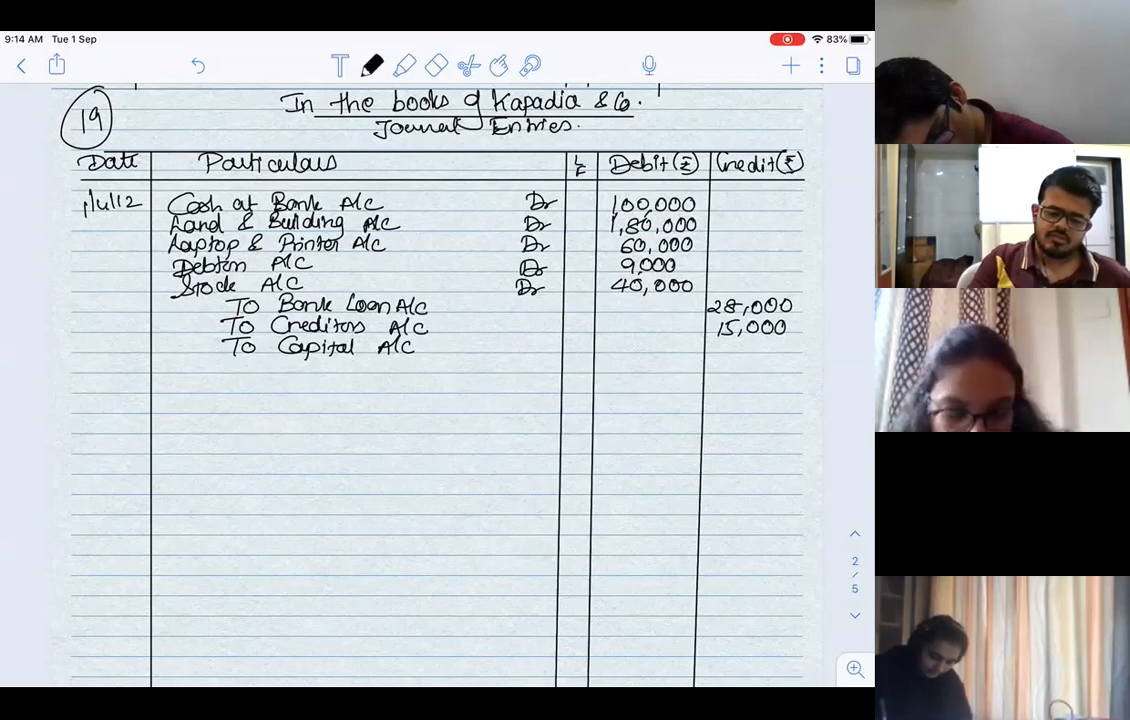 9:14 AM Tue 1 Sep 83%
19
In the books of Kapadia & Co.
Journal Entries.
Date Particulars L F Debit (₹) Credit (₹)
1/4/12 Cash at Bank A/C Dr 100,000
Land & Building A/C Dr 1,80,000
Laptop & Printer A/C Dr 60,000
Debtors A/C Dr 9,000
Stock A/C Dr 40,000
To Bank Loan A/C 28,000
To Creditors A/C 15,000
To Capital A/C
2
/
5